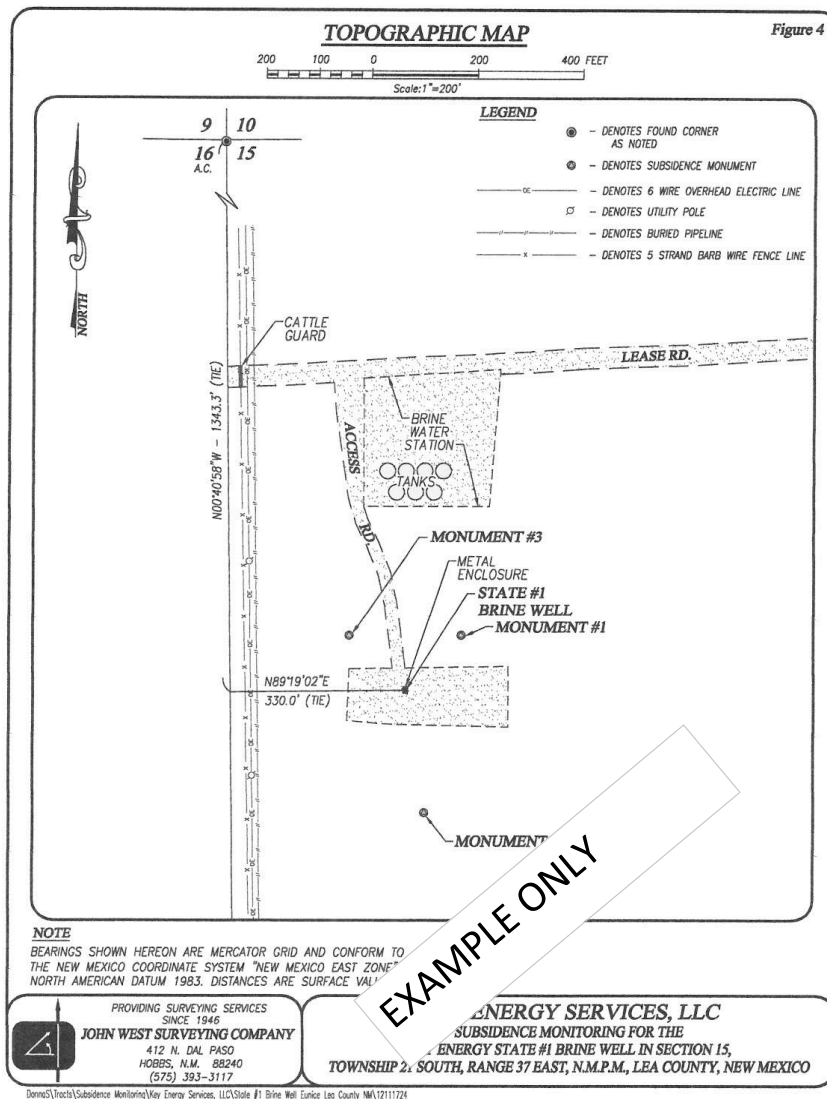 TOPOGRAPHIC MAP
Figure 4
200 100 0 200 400 FEET
Scale: 1"=200'
9 10
16 15
A.C.
NORTH
LEGEND
- DENOTES FOUND CORNER
AS NOTED
- DENOTES SUBSIDENCE MONUMENT
OE - DENOTES 6 WIRE OVERHEAD ELECTRIC LINE
- DENOTES UTILITY POLE
- DENOTES BURIED PIPELINE
x - DENOTES 5 STRAND BARB WIRE FENCE LINE
CATTLE
GUARD
LEASE RD.
N00°40'58"W - 1343.3' (TIE)
ACCESS
RD.
BRINE
WATER
STATION
TANKS
MONUMENT #3
METAL
ENCLOSURE
STATE #1
BRINE WELL
MONUMENT #1
N89°19'02"E
330.0' (TIE)
MONUMENT
EXAMPLE ONLY
NOTE
BEARINGS SHOWN HEREON ARE MERCATOR GRID AND CONFORM TO
THE NEW MEXICO COORDINATE SYSTEM "NEW MEXICO EAST ZONE"
NORTH AMERICAN DATUM 1983. DISTANCES ARE SURFACE
PROVIDING SURVEYING SERVICES
SINCE 1946
JOHN WEST SURVEYING COMPANY
412 N. DAL PASO
HOBBS, N.M. 88240
(575) 393-3117
ENERGY SERVICES, LLC
SUBSIDENCE MONITORING FOR THE
ENERGY STATE #1 BRINE WELL IN SECTION 15,
TOWNSHIP 21 SOUTH, RANGE 37 EAST, N.M.P.M., LEA COUNTY, NEW MEXICO
DonnaS\Tracts\Subsidence Monitoring\Key Energy Services, LLC\State #1 Brine Well Eunice Lea County NM\12111724